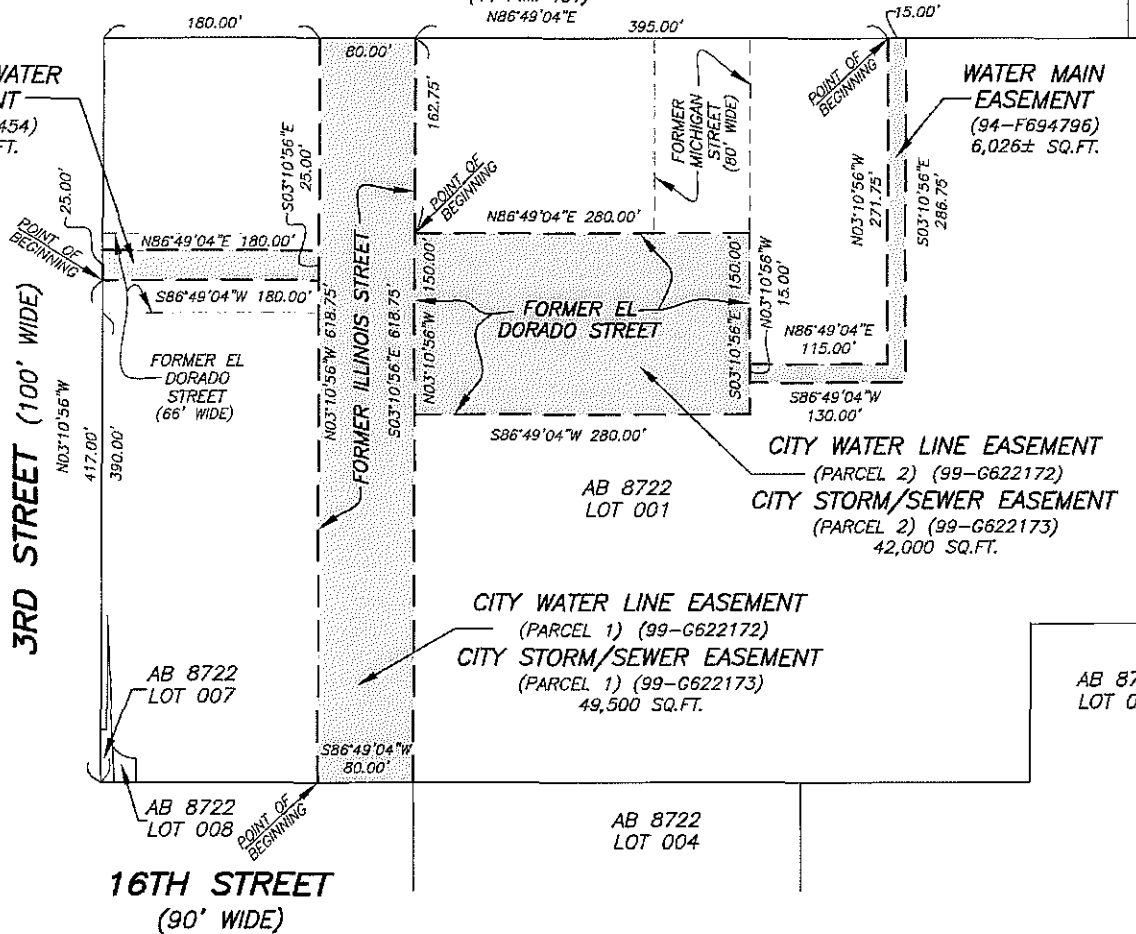 N86°49'04"E
180.00'
80.00'
395.00'
15.00'
WATER
454)
FT.
25.00'
POINT OF
BEGINNING
S03°10'56"E
25.00'
N86°49'04"E 180.00'
S86°49'04"W 180.00'
FORMER EL
DORADO
STREET
(66' WIDE)
3RD STREET (100' WIDE)
N03°10'56"W
417.00'
390.00'
162.75'
POINT OF
BEGINNING
FORMER ILLINOIS STREET
N03°10'56"W 618.75'
S03°10'56"E 618.75'
FORMER
MICHIGAN
STREET
(80' WIDE)
N86°49'04"E 280.00'
N03°10'56"W 150.00'
FORMER EL
DORADO STREET
S03°10'56"E 150.00'
S86°49'04"W 280.00'
POINT OF
BEGINNING
WATER MAIN
EASEMENT
(94-F694796)
6,026± SQ.FT.
N03°10'56"W
271.75'
S03°10'56"E
286.75'
N03°10'56"W
15.00'
N86°49'04"E
115.00'
S86°49'04"W
130.00'
CITY WATER LINE EASEMENT
(PARCEL 2) (99-G622172)
CITY STORM/SEWER EASEMENT
(PARCEL 2) (99-G622173)
42,000 SQ.FT.
AB 8722
LOT 001
CITY WATER LINE EASEMENT
(PARCEL 1) (99-G622172)
CITY STORM/SEWER EASEMENT
(PARCEL 1) (99-G622173)
49,500 SQ.FT.
AB 8722
LOT 007
S86°49'04"W
80.00'
AB 8722
LOT 008
POINT OF
BEGINNING
AB 8722
LOT 004
AB 87
LOT 0
16TH STREET
(90' WIDE)